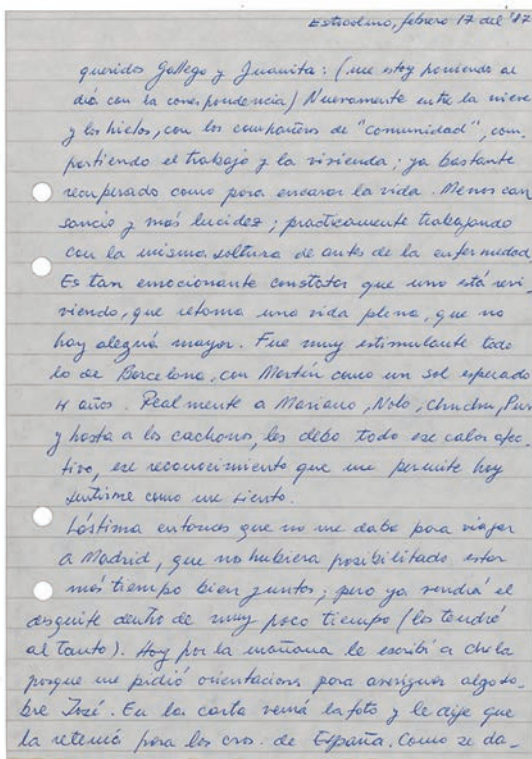 Estocolmo, febrero 17 del '87
queridos Gallego y Juanita: (me estoy poniendo al
día con la correspondencia) Nuevamente entre la nieve
y los hielos, con los compañeros de "comunidad", com-
partiendo el trabajo y la vivienda; ya bastante
recuperado como para encarar la vida. Menos can
sancio y más lucidez; practicamente trabajando
con la misma soltura de antes de la enfermedad.
Es tan emocionante constatar que uno está revi-
viendo, que retoma una vida plena, que no
hay alegría mayor. Fue muy estimulante todo
lo de Barcelona, con Martín como un sol esperado
4 años. Realmente a Mariano, Nolo, Puri
y hasta a los cachorros, les debo todo ese calor afec-
tivo, ese reconocimiento que me permite hoy
sentirme como me siento.
Lástima entonces que no me daba para viajar
a Madrid, que nos hubiera posibilitado estar
más tiempo bien juntos; pero ya vendrá el
desquite dentro de muy poco tiempo (los tendré
al tanto). Hoy por la mañana le escribí a chela
porque me pidió orientacions para averiguar algo so-
bre José. En la carta venía la foto y le dije que
la retenía para los cros. de España. Como se da-